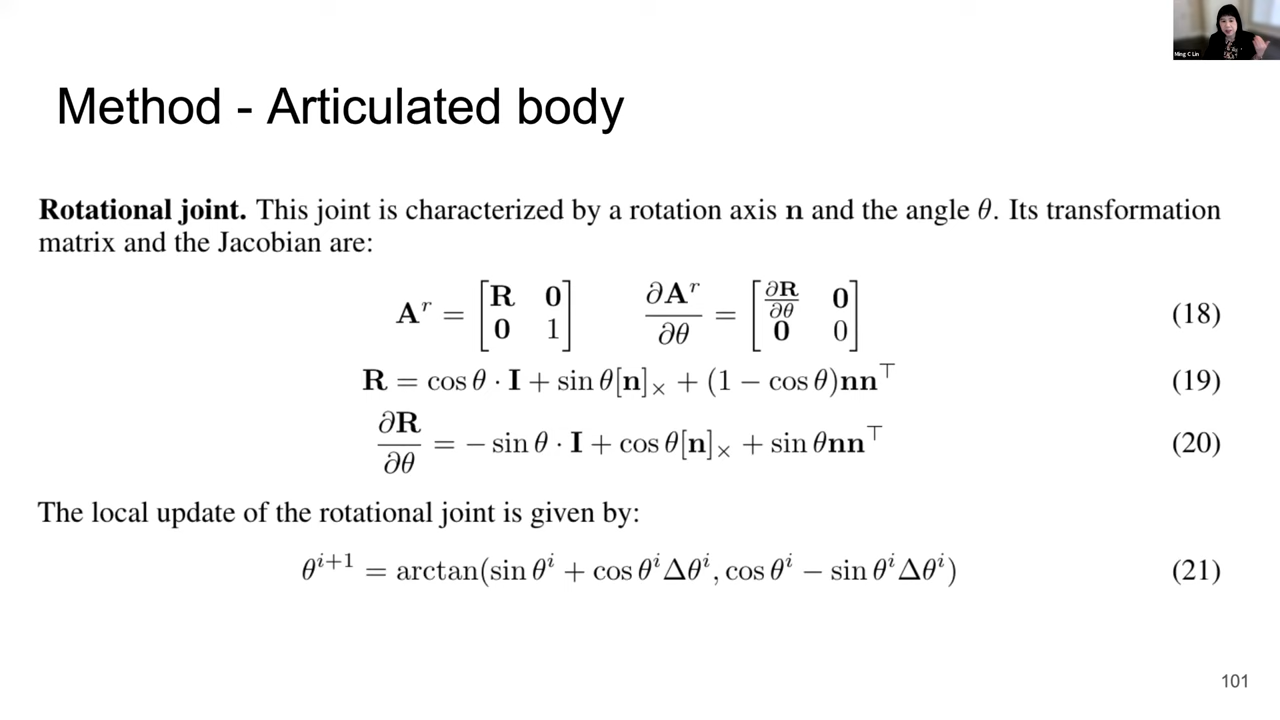 Ming C Lin
Method - Articulated body
Rotational joint. This joint is characterized by a rotation axis n and the angle θ. Its transformation
matrix and the Jacobian are:
A^r = [R 0; 0 1]    ∂A^r/∂θ = [∂R/∂θ 0; 0 0]    (18)
R = cos θ · I + sin θ[n]_× + (1 − cos θ)nn^⊤    (19)
∂R/∂θ = − sin θ · I + cos θ[n]_× + sin θnn^⊤    (20)
The local update of the rotational joint is given by:
θ^{i+1} = arctan(sin θ^i + cos θ^i Δθ^i, cos θ^i − sin θ^i Δθ^i)    (21)
101